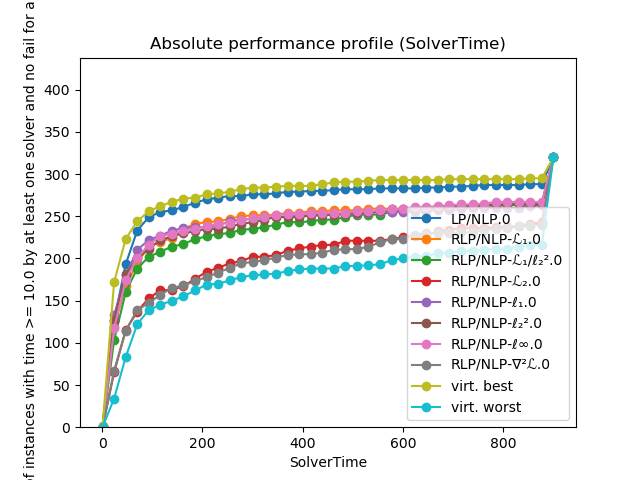 Absolute performance profile (SolverTime)
of instances with time >= 10.0 by at least one solver and no fail for a
400
350
300
250
200
150
100
50
0
0 200 400 600 800
SolverTime
LP/NLP.0
RLP/NLP-ℒ₁.0
RLP/NLP-ℒ₁/ℓ₂².0
RLP/NLP-ℒ₂.0
RLP/NLP-ℓ₁.0
RLP/NLP-ℓ₂².0
RLP/NLP-ℓ∞.0
RLP/NLP-∇²ℒ.0
virt. best
virt. worst